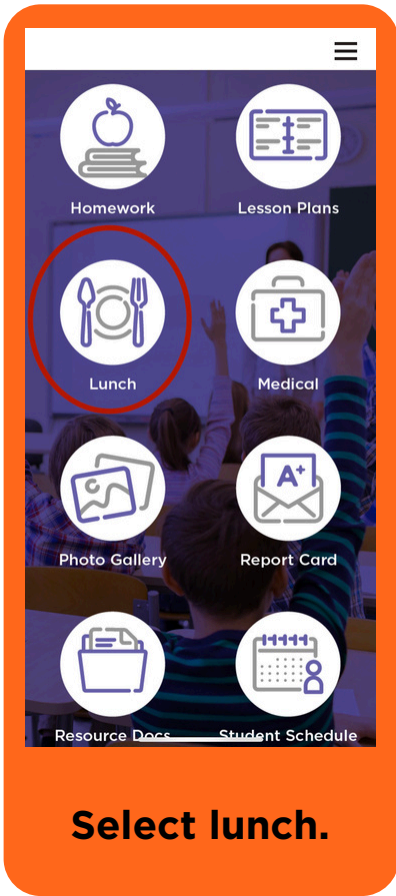 Homework
Lesson Plans
Lunch
Medical
Photo Gallery
A+
Report Card
Resource Docs
Student Schedule
Select lunch.